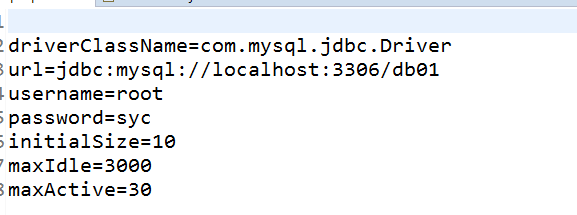 driverClassName=com.mysql.jdbc.Driver
url=jdbc:mysql://localhost:3306/db01
username=root
password=syc
initialSize=10
maxIdle=3000
maxActive=30